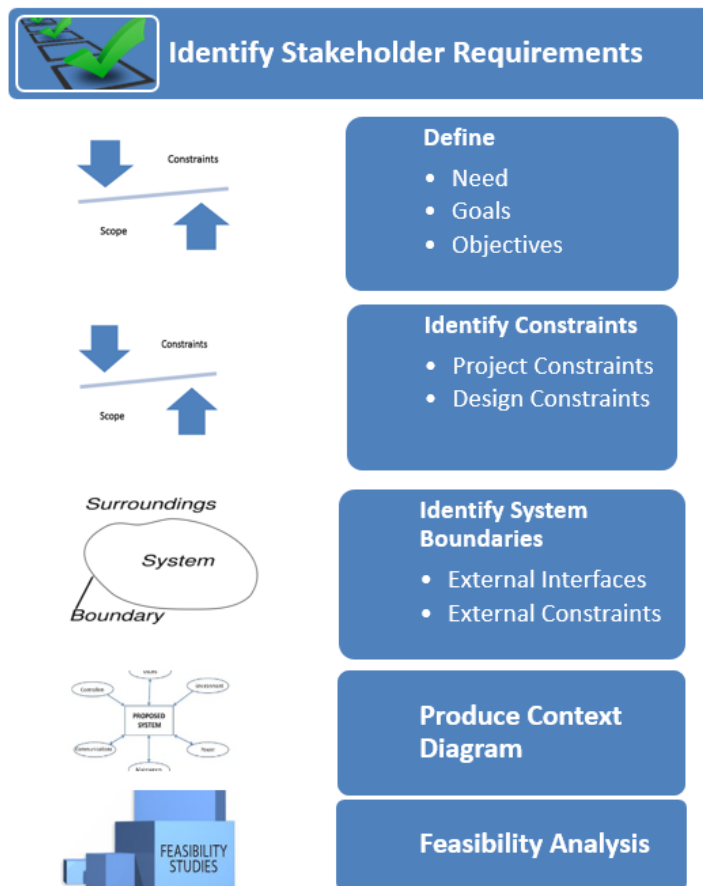 Identify Stakeholder Requirements
Constraints
Scope
Define
• Need
• Goals
• Objectives
Constraints
Scope
Identify Constraints
• Project Constraints
• Design Constraints
Surroundings
System
Boundary
Identify System
Boundaries
• External Interfaces
• External Constraints
PROPOSED
SYSTEM
Communications
Power
Produce Context
Diagram
FEASIBILITY
STUDIES
Feasibility Analysis